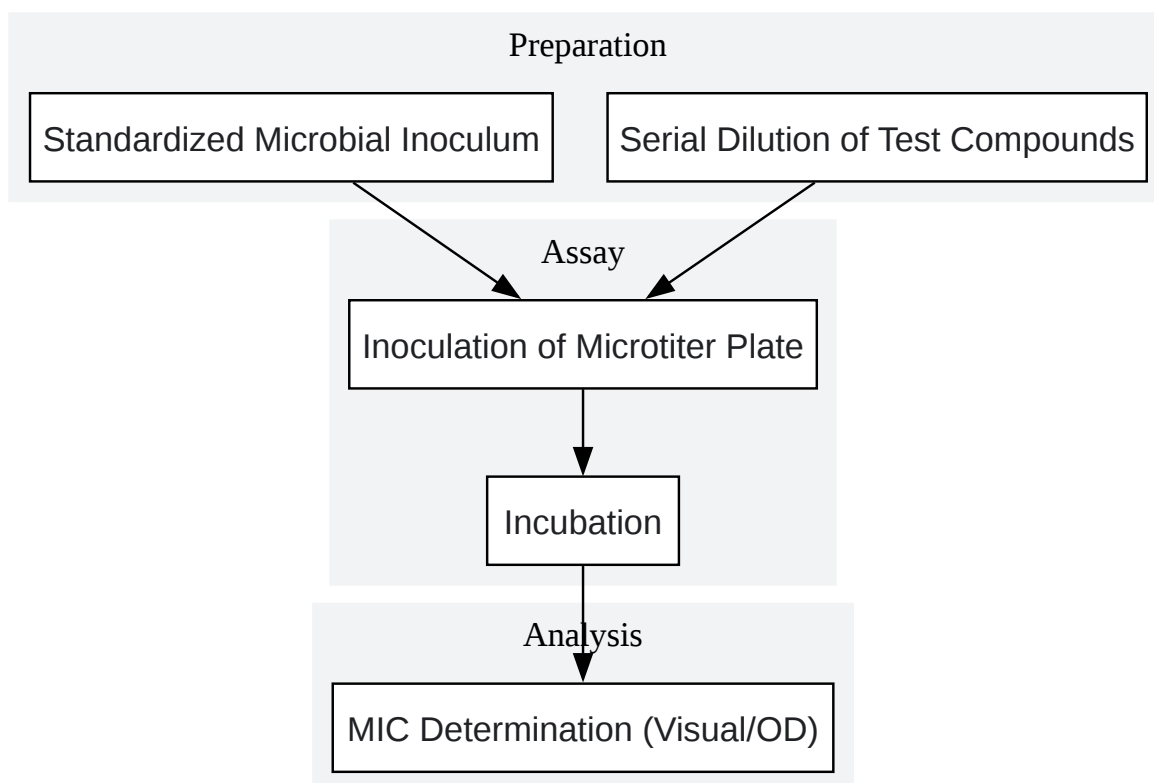 Preparation
Standardized Microbial Inoculum
Serial Dilution of Test Compounds
Assay
Inoculation of Microtiter Plate
Incubation
Analysis
MIC Determination (Visual/OD)